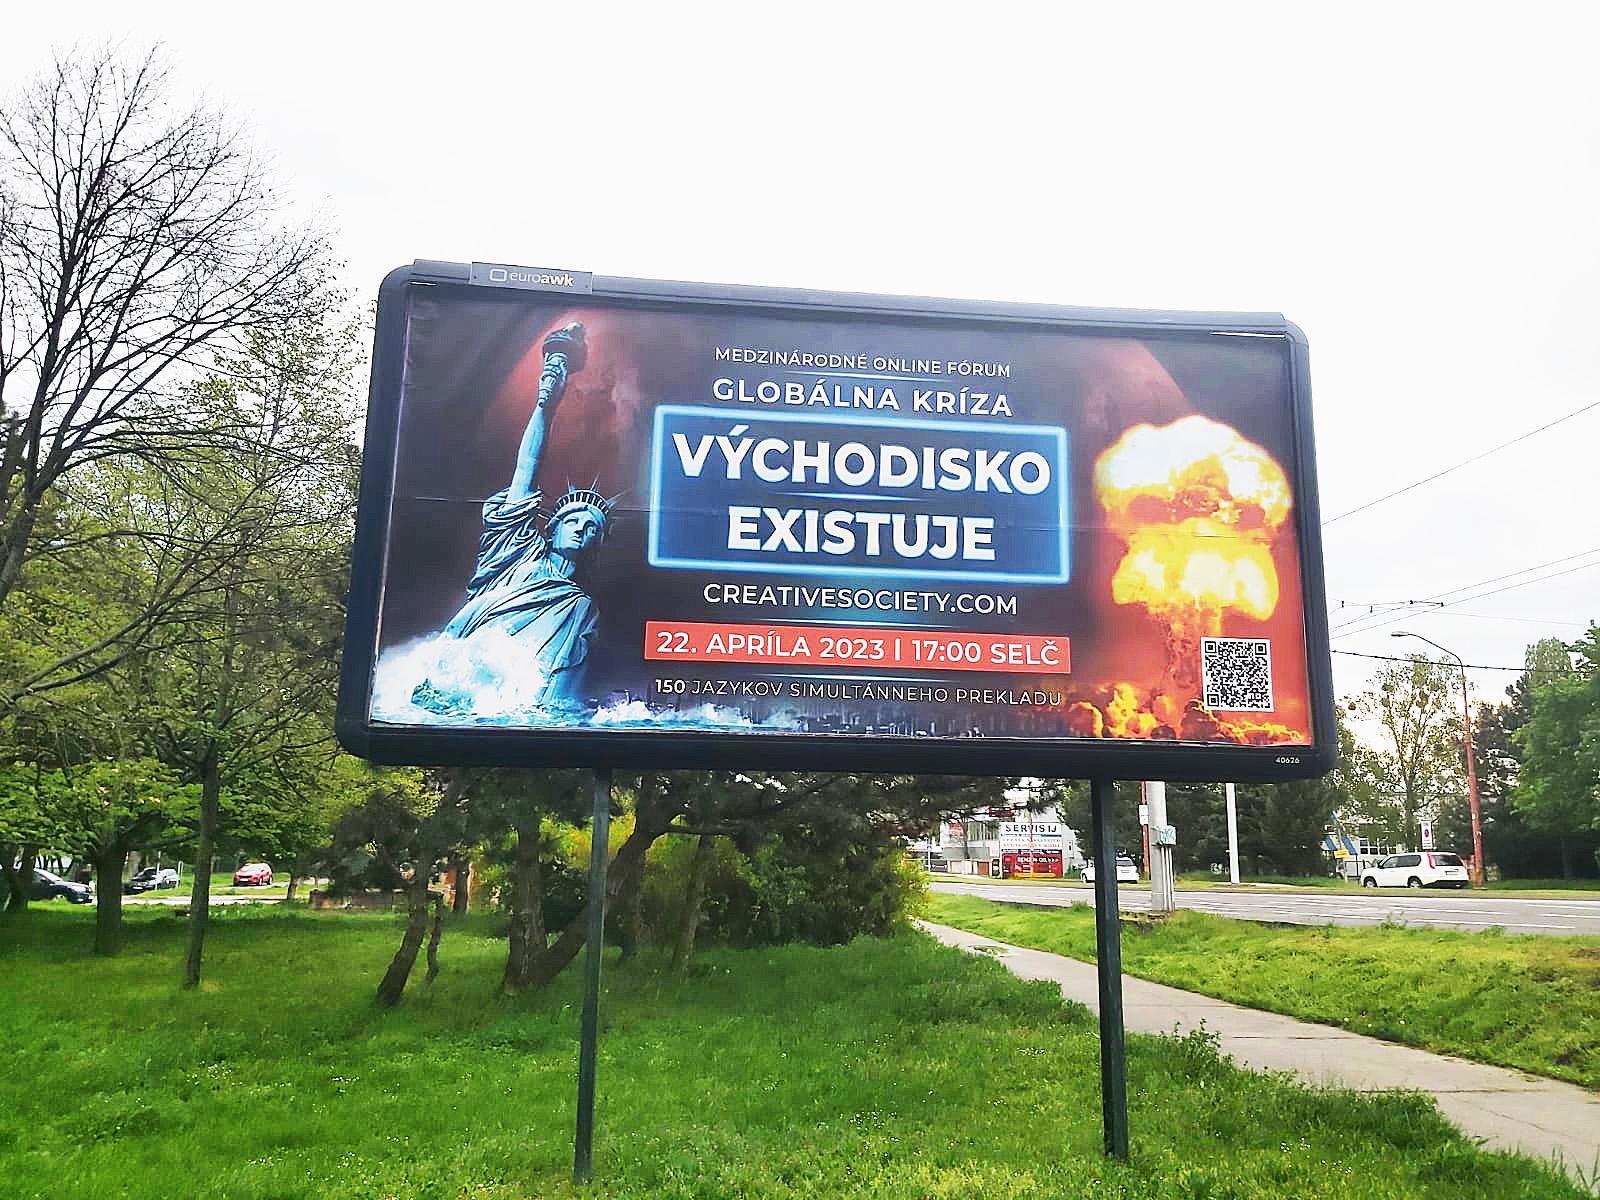 euroawk
MEDZINÁRODNÉ ONLINE FÓRUM
GLOBÁLNA KRÍZA
VÝCHODISKO
EXISTUJE
CREATIVESOCIETY.COM
22. APRÍLA 2023 | 17:00 SELČ
150 JAZYKOV SIMULTÁNNEHO PREKLADU
40626
SERVIS IJ